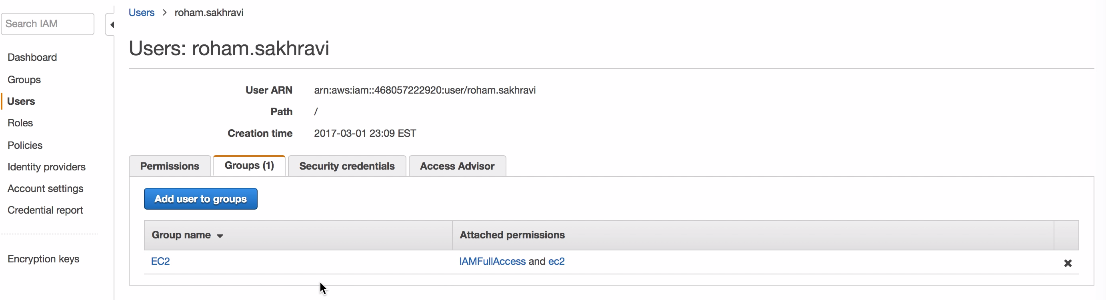 Search IAM
Dashboard
Groups
Users
Roles
Policies
Identity providers
Account settings
Credential report
Encryption keys
Users > roham.sakhravi
Users: roham.sakhravi
User ARN arn:aws:iam::468057222920:user/roham.sakhravi
Path /
Creation time 2017-03-01 23:09 EST
Permissions Groups (1) Security credentials Access Advisor
Add user to groups
Group name Attached permissions
EC2 IAMFullAccess and ec2